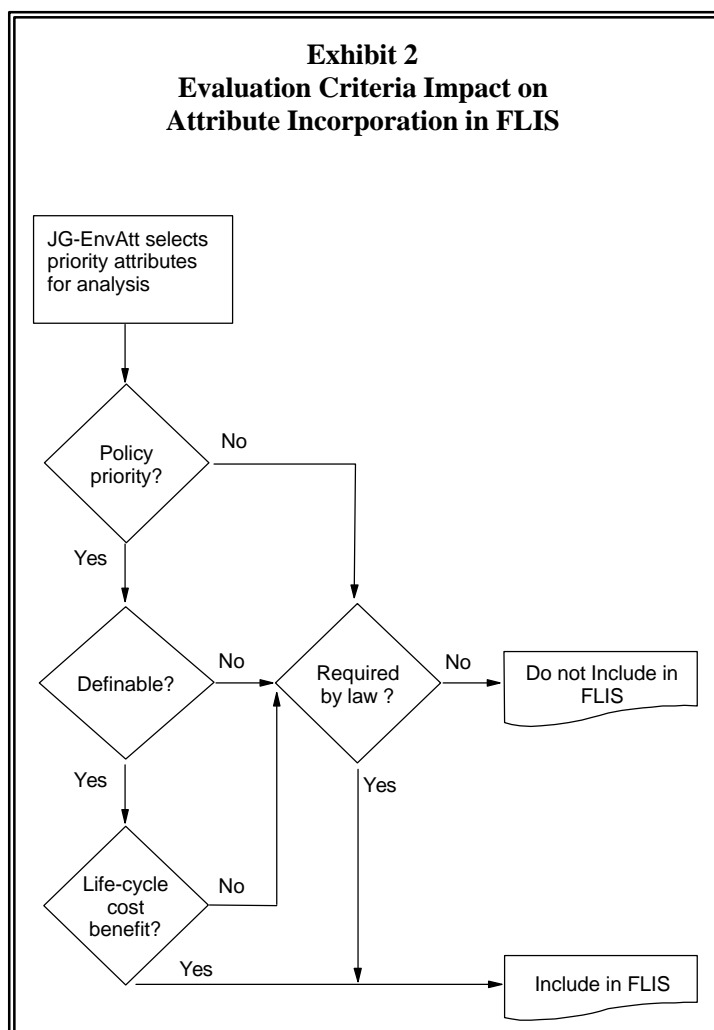 Exhibit 2
Evaluation Criteria Impact on
Attribute Incorporation in FLIS
JG-EnvAtt selects
priority attributes
for analysis
Policy
priority?
No
Yes
Definable?
No
Required
by law ?
No
Do not Include in
FLIS
Yes
Yes
Life-cycle
cost
benefit?
No
Yes
Include in FLIS